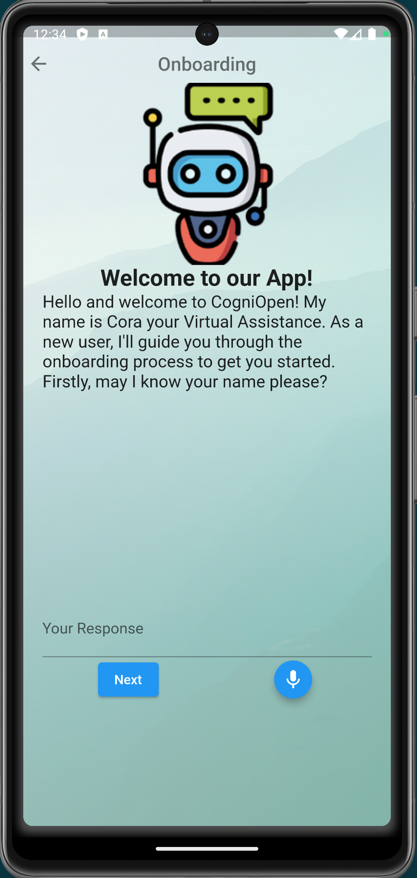 12:34
Onboarding
Welcome to our App!
Hello and welcome to CogniOpen! My
name is Cora your Virtual Assistance. As a
new user, I'll guide you through the
onboarding process to get you started.
Firstly, may I know your name please?
Your Response
Next